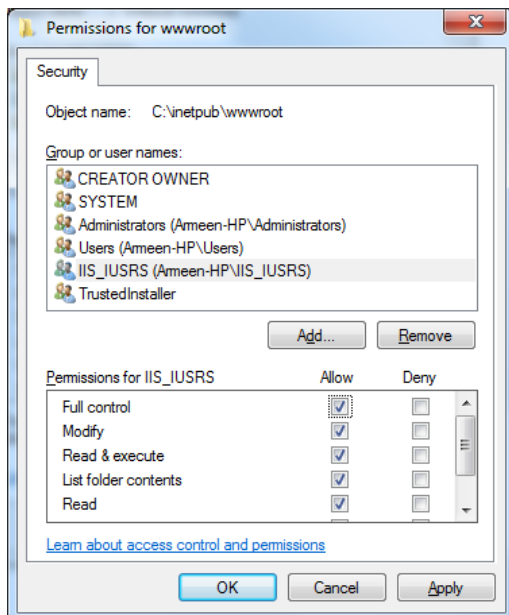 Permissions for wwwroot
Security
Object name: C:\inetpub\wwwroot
Group or user names:
CREATOR OWNER
SYSTEM
Administrators (Armeen-HP\Administrators)
Users (Armeen-HP\Users)
IIS_IUSRS (Armeen-HP\IIS_IUSRS)
TrustedInstaller
Add... Remove
Permissions for IIS_IUSRS Allow Deny
Full control
Modify
Read & execute
List folder contents
Read
Learn about access control and permissions
OK Cancel Apply